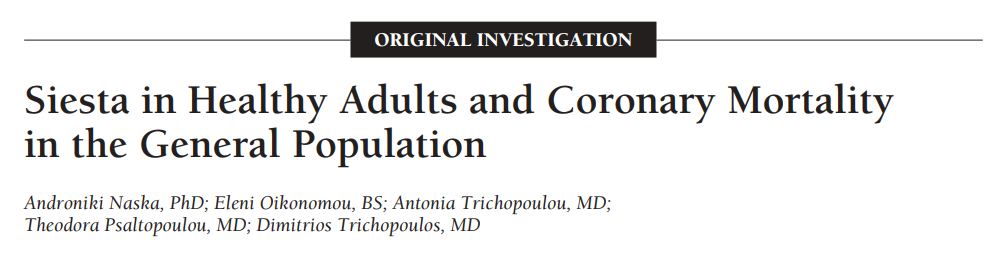 ORIGINAL INVESTIGATION
Siesta in Healthy Adults and Coronary Mortality
in the General Population
Androniki Naska, PhD; Eleni Oikonomou, BS; Antonia Trichopoulou, MD;
Theodora Psaltopoulou, MD; Dimitrios Trichopoulos, MD